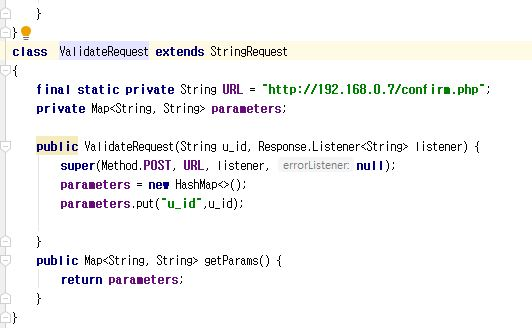 }
}
class ValidateRequest extends StringRequest
{
final static private String URL = "http://192.168.0.7/confirm.php";
private Map<String, String> parameters;
public ValidateRequest(String u_id, Response.Listener<String> listener) {
super(Method.POST, URL, listener, errorListener: null);
parameters = new HashMap<>();
parameters.put("u_id",u_id);
}
public Map<String, String> getParams() {
return parameters;
}
}